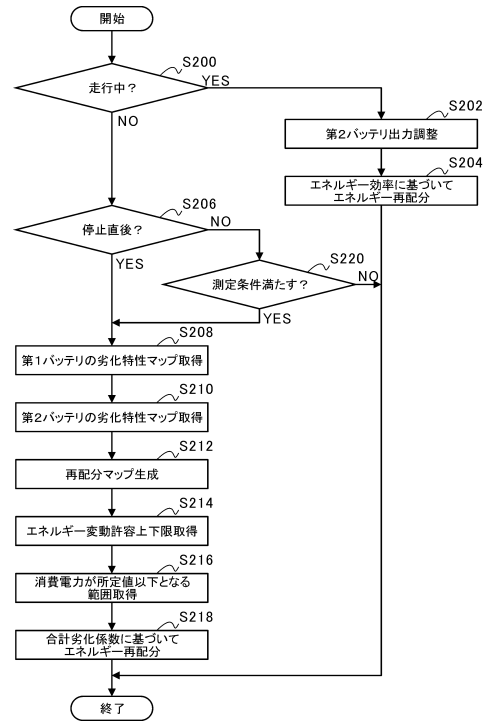 開始
S200
走行中?
YES
NO
S202
第2バッテリ出力調整
S204
エネルギー効率に基づいて
エネルギー再配分
S206
停止直後?
NO
YES
S220
測定条件満たす?
NO
YES
S208
第1バッテリの劣化特性マップ取得
S210
第2バッテリの劣化特性マップ取得
S212
再配分マップ生成
S214
エネルギー変動許容上下限取得
S216
消費電力が所定値以下となる
範囲取得
S218
合計劣化係数に基づいて
エネルギー再配分
終了